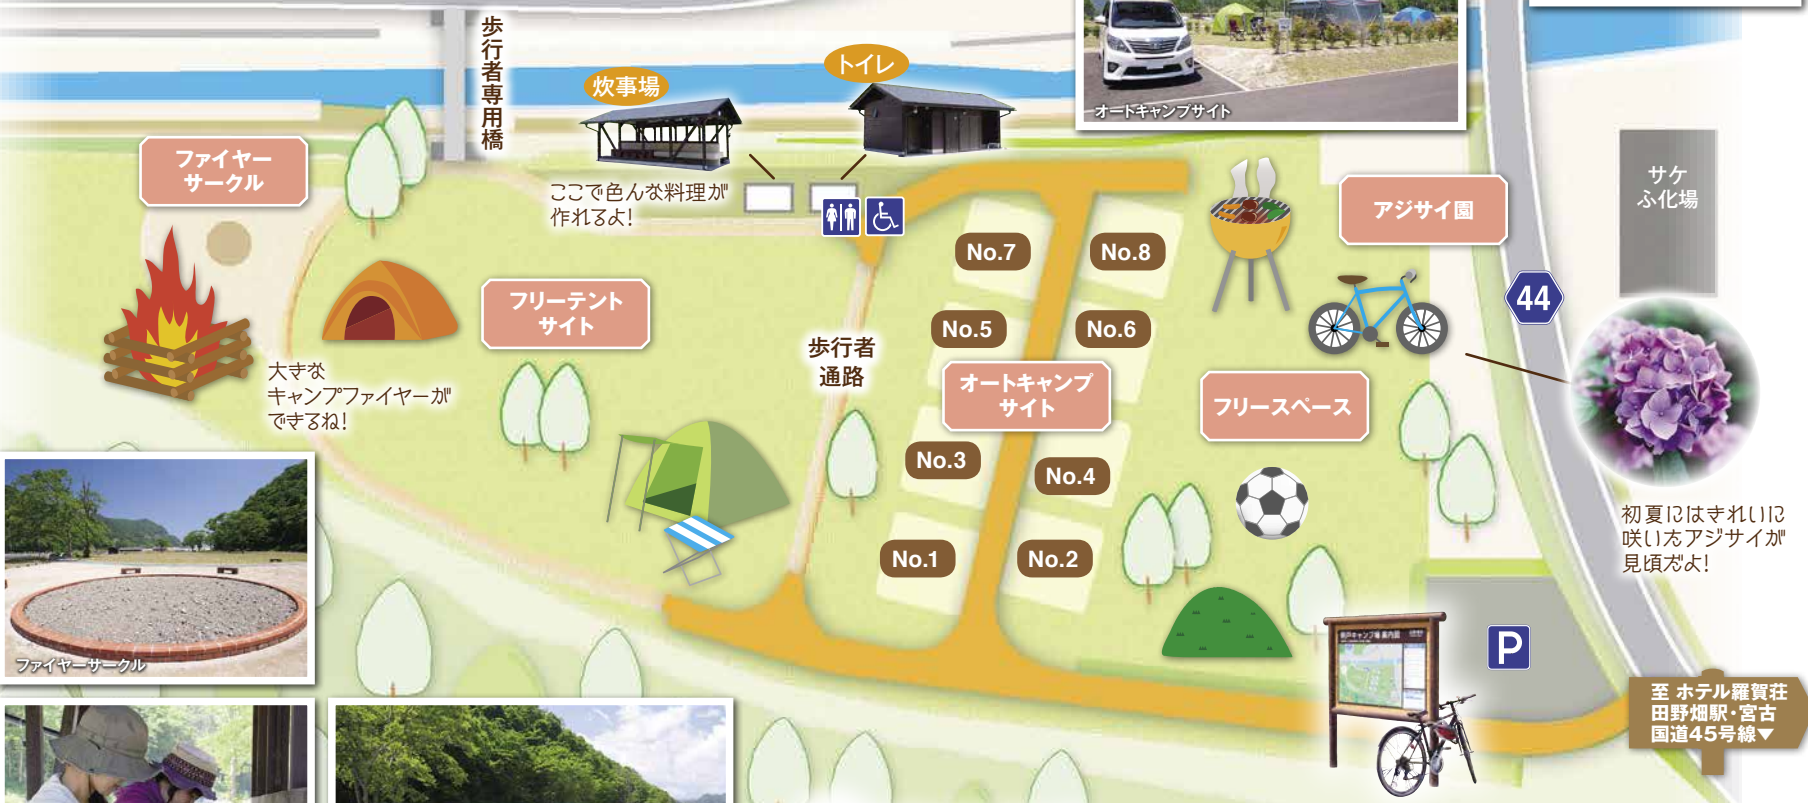 歩行者専用橋
炊事場
トイレ
オートキャンプサイト
ファイヤー
サークル
ここで色んな料理が
作れるよ!
No.7
No.8
アジサイ園
サケ
ふ化場
フリーテント
サイト
No.5
No.6
44
歩行者
通路
大きな
キャンプファイヤーが
できるね!
オートキャンプ
サイト
フリースペース
No.3
No.4
初夏にはきれいに
咲いたアジサイが
見頃だよ!
No.1
No.2
ファイヤーサークル
P
至 ホテル羅賀荘
田野畑駅・宮古
国道45号線▼